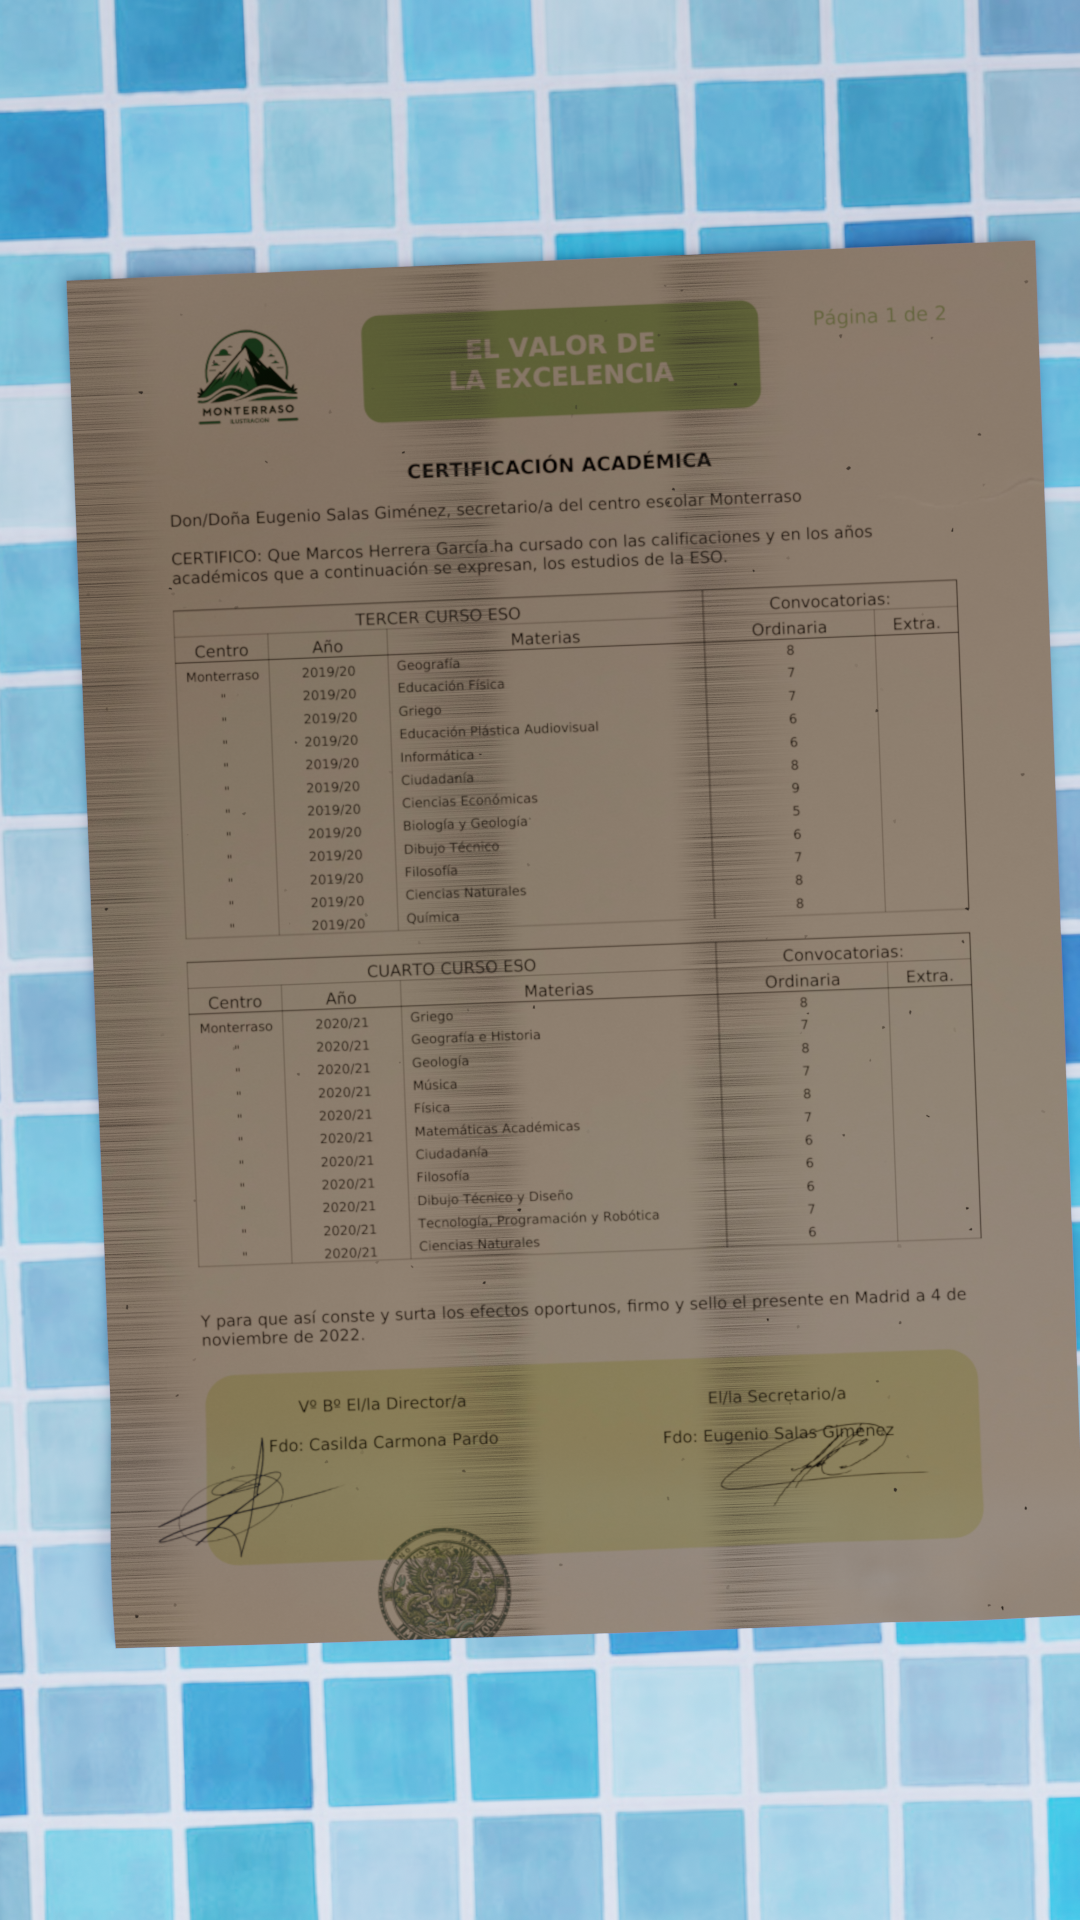 MONTERRASO
ILUSTRACION
EL VALOR DE
LA EXCELENCIA
Página 1 de 2
CERTIFICACIÓN ACADÉMICA
Don/Doña Eugenio Salas Giménez, secretario/a del centro escolar Monterraso
CERTIFICO: Que Marcos Herrera García ha cursado con las calificaciones y en los años
académicos que a continuación se expresan, los estudios de la ESO.
TERCER CURSO ESO Convocatorias:
Centro Año Materias Ordinaria Extra.
Monterraso 2019/20 Geografía 8
" 2019/20 Educación Física 7
" 2019/20 Griego 7
" 2019/20 Educación Plástica Audiovisual 6
" 2019/20 Informática 6
" 2019/20 Ciudadanía 8
" 2019/20 Ciencias Económicas 9
" 2019/20 Biología y Geología 5
" 2019/20 Dibujo Técnico 6
" 2019/20 Filosofía 7
" 2019/20 Ciencias Naturales 8
" 2019/20 Química 8
CUARTO CURSO ESO Convocatorias:
Centro Año Materias Ordinaria Extra.
Monterraso 2020/21 Griego 8
" 2020/21 Geografía e Historia 7
" 2020/21 Geología 8
" 2020/21 Música 7
" 2020/21 Física 8
" 2020/21 Matemáticas Académicas 7
" 2020/21 Ciudadanía 6
" 2020/21 Filosofía 6
" 2020/21 Dibujo Técnico y Diseño 6
" 2020/21 Tecnología, Programación y Robótica 7
" 2020/21 Ciencias Naturales 6
Y para que así conste y surta los efectos oportunos, firmo y sello el presente en Madrid a 4 de
noviembre de 2022.
Vº Bº El/la Director/a El/la Secretario/a
Fdo: Casilda Carmona Pardo Fdo: Eugenio Salas Giménez